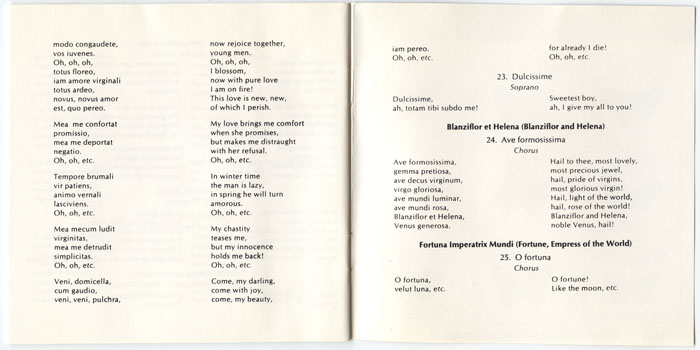 modo congaudete,
vos iuvenes.
Oh, oh, oh,
totus floreo,
iam amore virginali
totus ardeo,
novus, novus amor
est, quo pereo.
Mea me confortat
promissio,
mea me deportat
negatio.
Oh, oh, etc.
Tempore brumali
vir patiens,
animo vernali
lasciviens.
Oh, oh, etc.
Mea mecum ludit
virginitas,
mea me detrudit
simplicitas.
Oh, oh, etc.
Veni, domicella,
cum gaudio,
veni, veni, pulchra,
now rejoice together,
young men.
Oh, oh, oh,
I blossom,
now with pure love
I am on fire!
This love is new, new,
of which I perish.
My love brings me comfort
when she promises,
but makes me distraught
with her refusal.
Oh, oh, etc.
In winter time
the man is lazy,
in spring he will turn
amorous.
Oh, oh, etc.
My chastity
teases me,
but my innocence
holds me back!
Oh, oh, etc.
Come, my darling,
come with joy,
come, my beauty,
iam pereo.
Oh, oh, etc.
for already I die!
Oh, oh, etc.
23. Dulcissime
Soprano
Dulcissime,
ah, totam tibi subdo me!
Sweetest boy,
ah, I give my all to you!
Blanziflor et Helena (Blanziflor and Helena)
24. Ave formosissima
Chorus
Ave formosissima,
gemma pretiosa,
ave decus virginum,
virgo gloriosa,
ave mundi luminar,
ave mundi rosa,
Blanziflor et Helena,
Venus generosa.
Hail to thee, most lovely,
most precious jewel,
hail, pride of virgins,
most glorious virgin!
Hail, light of the world,
hail, rose of the world!
Blanziflor and Helena,
noble Venus, hail!
Fortuna Imperatrix Mundi (Fortune, Empress of the World)
25. O fortuna
Chorus
O fortuna,
velut luna, etc.
O fortune!
Like the moon, etc.